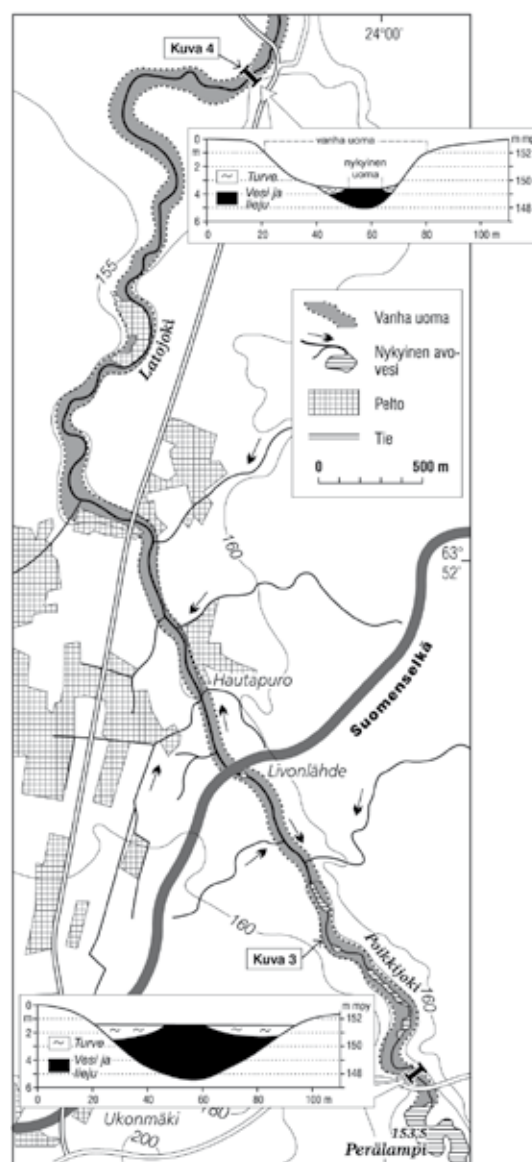 24°00'
Kuva 4
0
m
2
4
6
vanha uoma
nykyinen
uoma
Turve
Vesi ja
lieju
m mpy
152
150
148
0 20 40 60 80 100 m
155
Latojoki
Vanha uoma
Nykyinen avo-
vesi
Pelto
Tie
0 500 m
160
63°
52'
Suomenselkä
Hautapuro
Livonlähde
160
Kuva 3
Poikkijoki
160
0
m
2
4
6
Turve
Vesi ja
lieju
m mpy
152
150
148
0 20 40 60 80 100 m
Ukonmäki
160
200
153.5
Perälampi